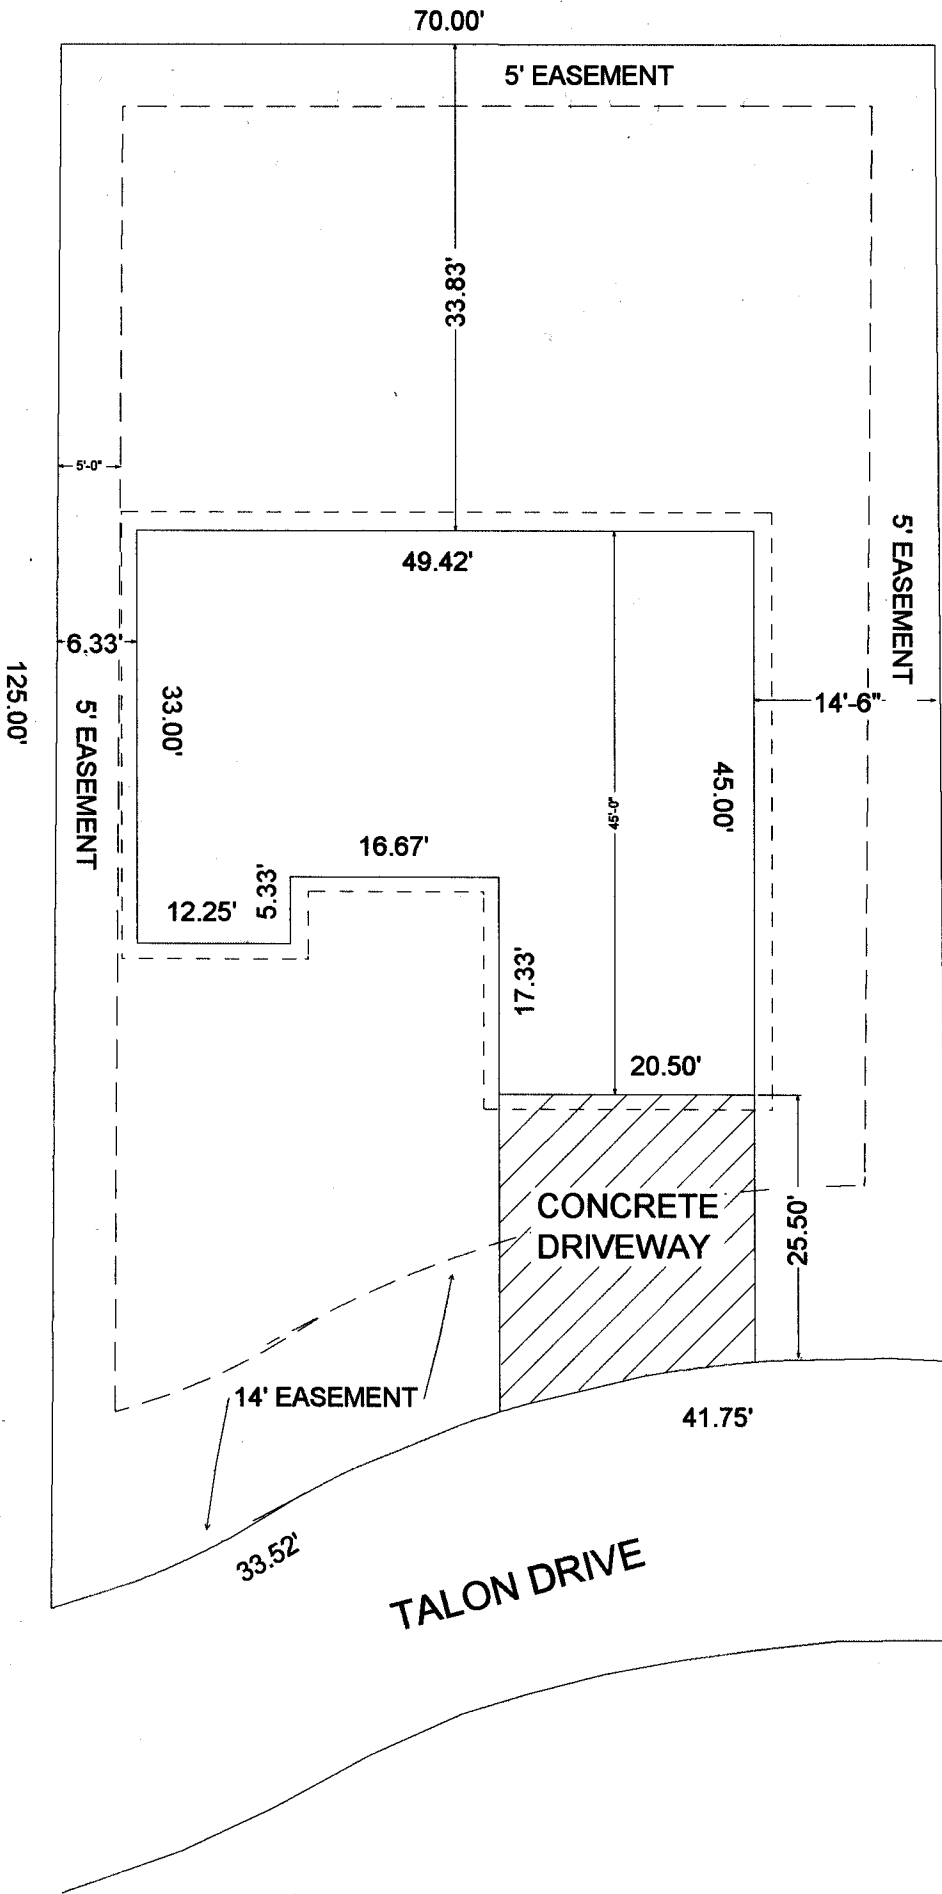 70.00'
5' EASEMENT
33.83'
5'-0"
49.42'
5' EASEMENT
6.33'
125.00'
33.00'
5' EASEMENT
14'-6"
45.00'
45'-0"
16.67'
5.33'
12.25'
17.33'
20.50'
CONCRETE
DRIVEWAY
25.50'
14' EASEMENT
41.75'
33.52'
TALON DRIVE